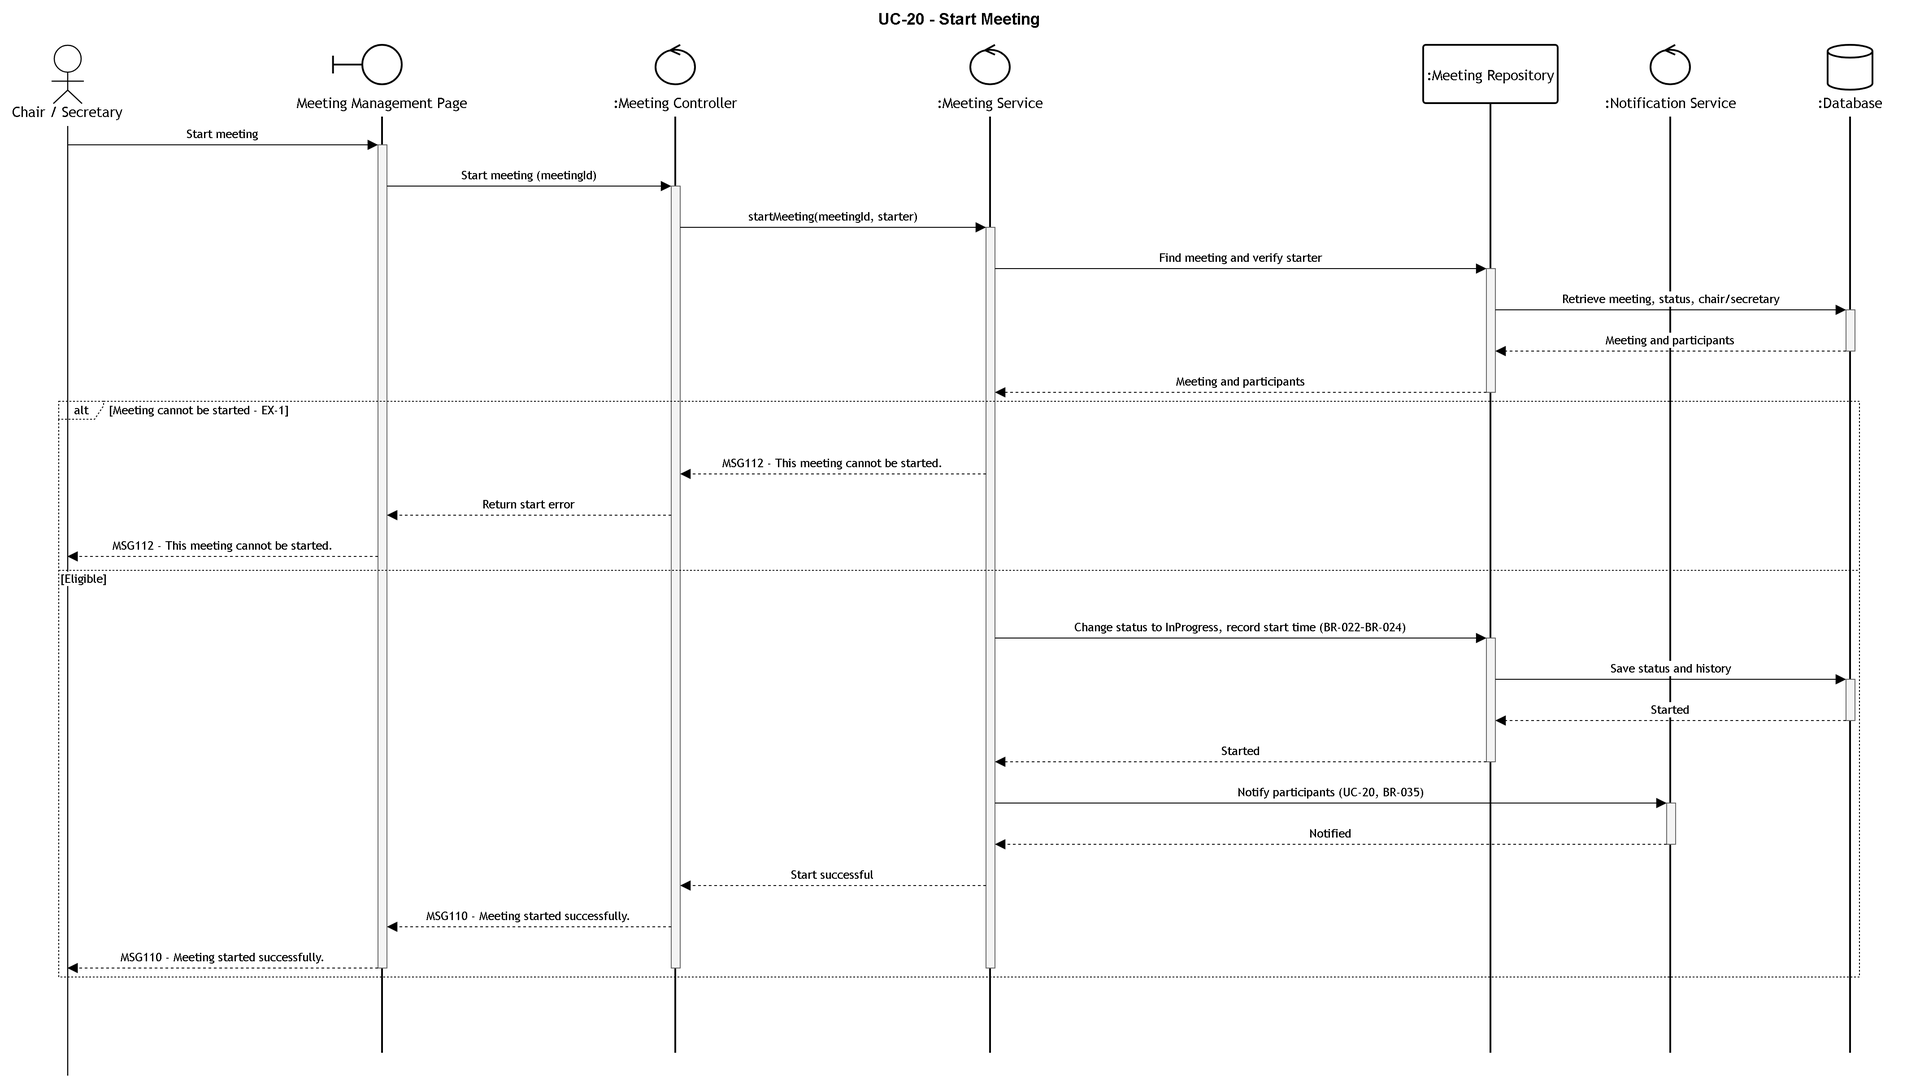 UC-20 - Start Meeting
Chair / Secretary
Meeting Management Page
:Meeting Controller
:Meeting Service
:Meeting Repository
:Notification Service
:Database
Start meeting
Start meeting (meetingId)
startMeeting(meetingId, starter)
Find meeting and verify starter
Retrieve meeting, status, chair/secretary
Meeting and participants
Meeting and participants
alt
[Meeting cannot be started - EX-1]
MSG112 - This meeting cannot be started.
Return start error
MSG112 - This meeting cannot be started.
[Eligible]
Change status to InProgress, record start time (BR-022-BR-024)
Save status and history
Started
Started
Notify participants (UC-20, BR-035)
Notified
Start successful
MSG110 - Meeting started successfully.
MSG110 - Meeting started successfully.